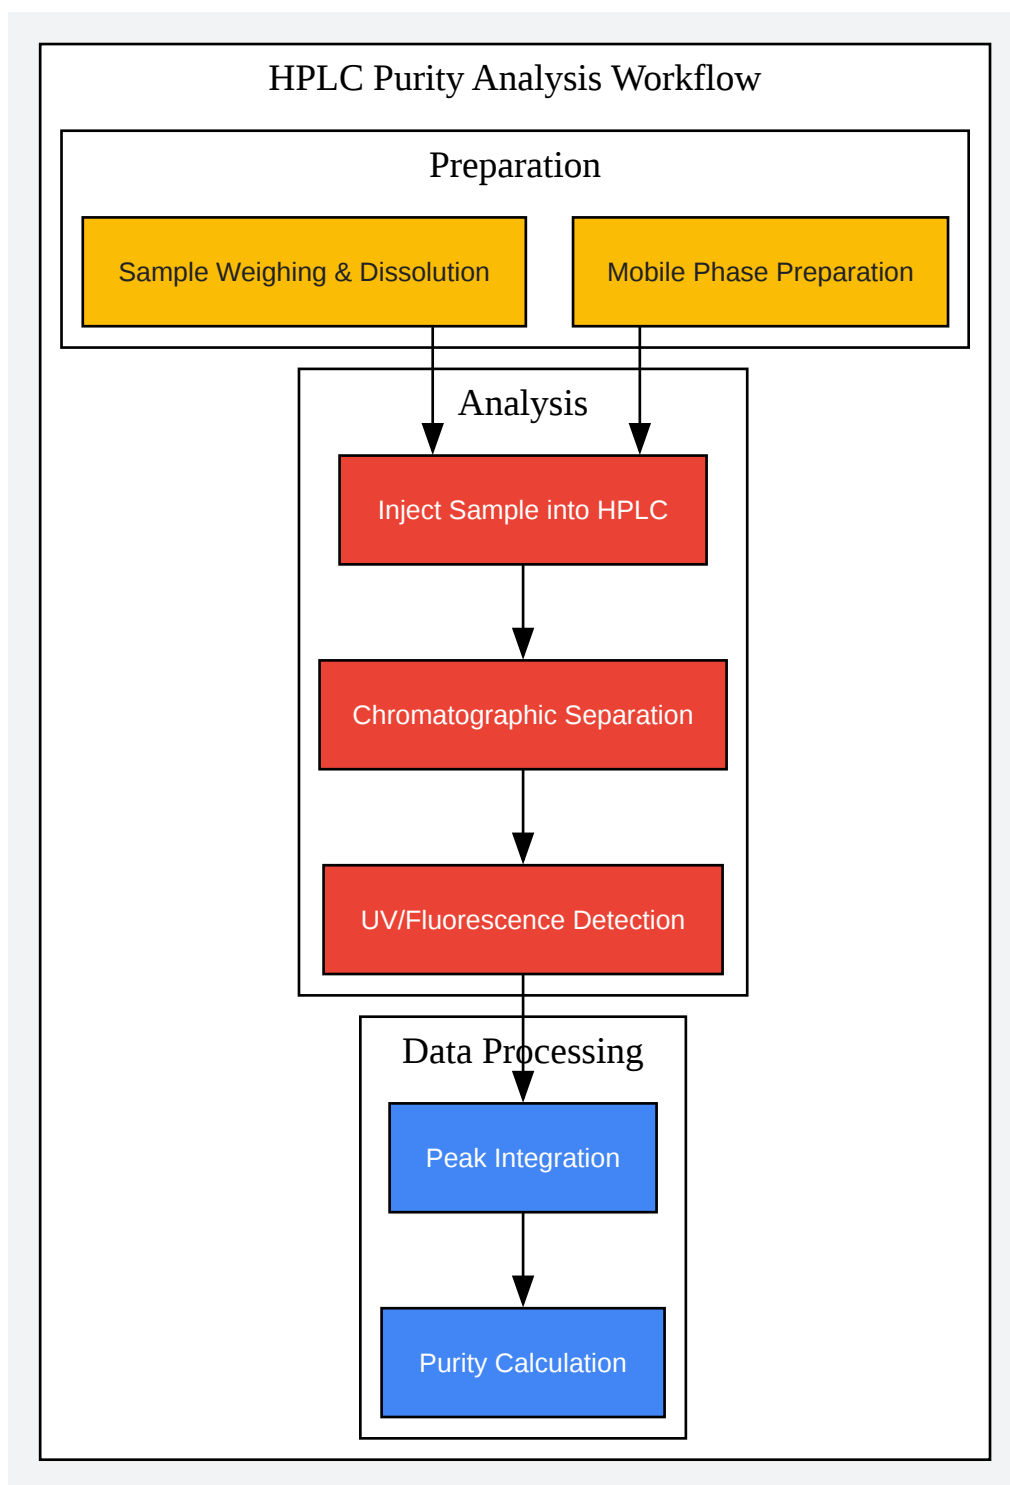 HPLC Purity Analysis Workflow
Preparation
Sample Weighing & Dissolution
Mobile Phase Preparation
Analysis
Inject Sample into HPLC
Chromatographic Separation
UV/Fluorescence Detection
Data Processing
Peak Integration
Purity Calculation